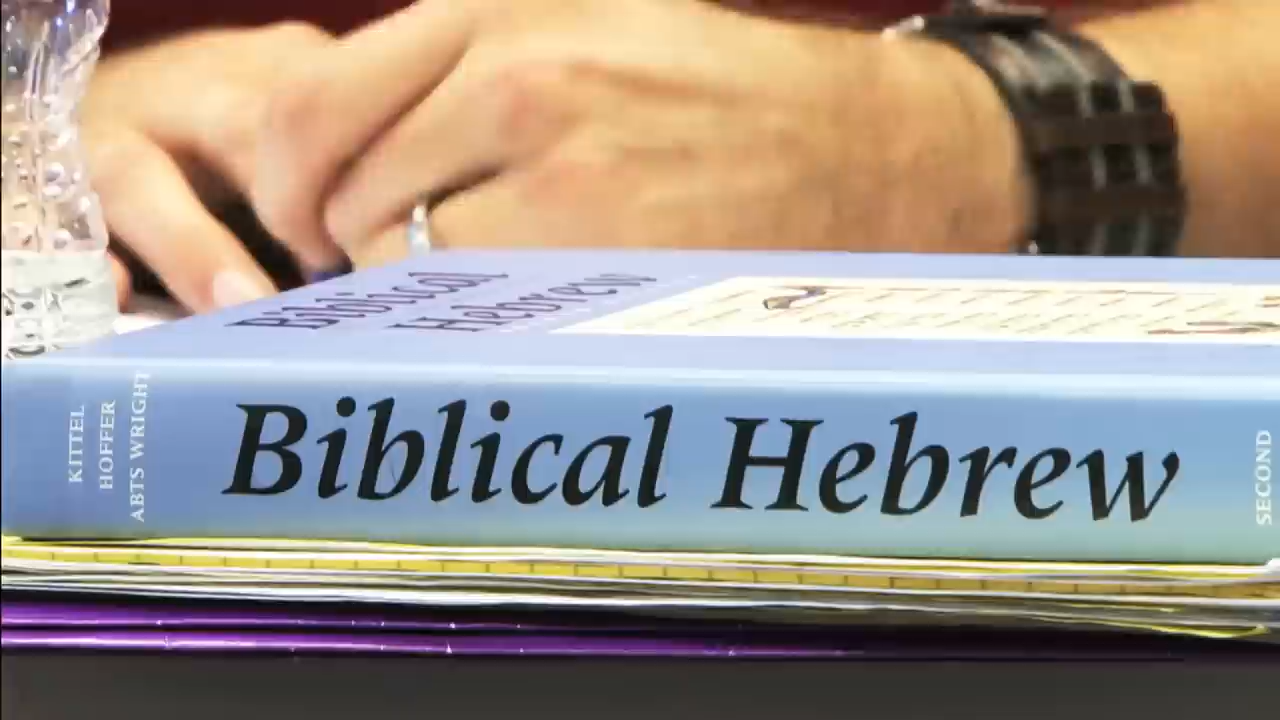 Biblical
Hebrew
KITTEL
HOFFER
ABTS WRIGHT
Biblical Hebrew
SECOND